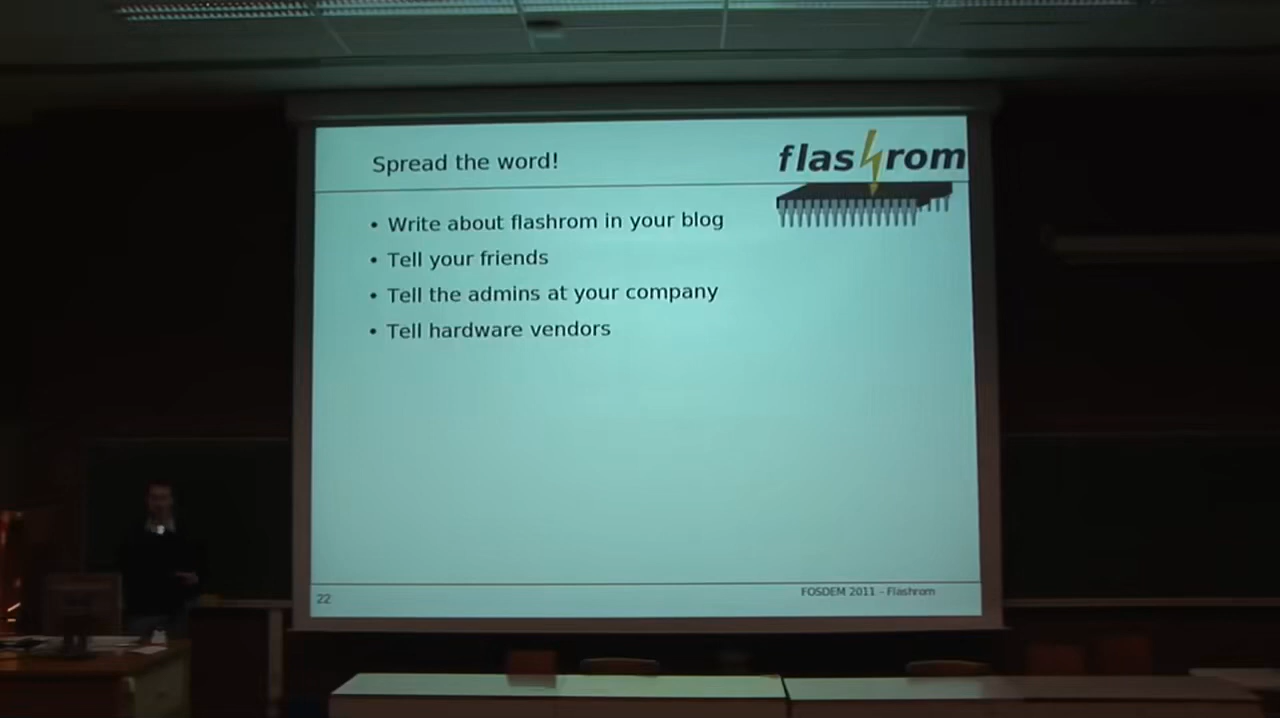 Spread the word!
flashrom
• Write about flashrom in your blog
• Tell your friends
• Tell the admins at your company
• Tell hardware vendors
22
FOSDEM 2011 - Flashrom